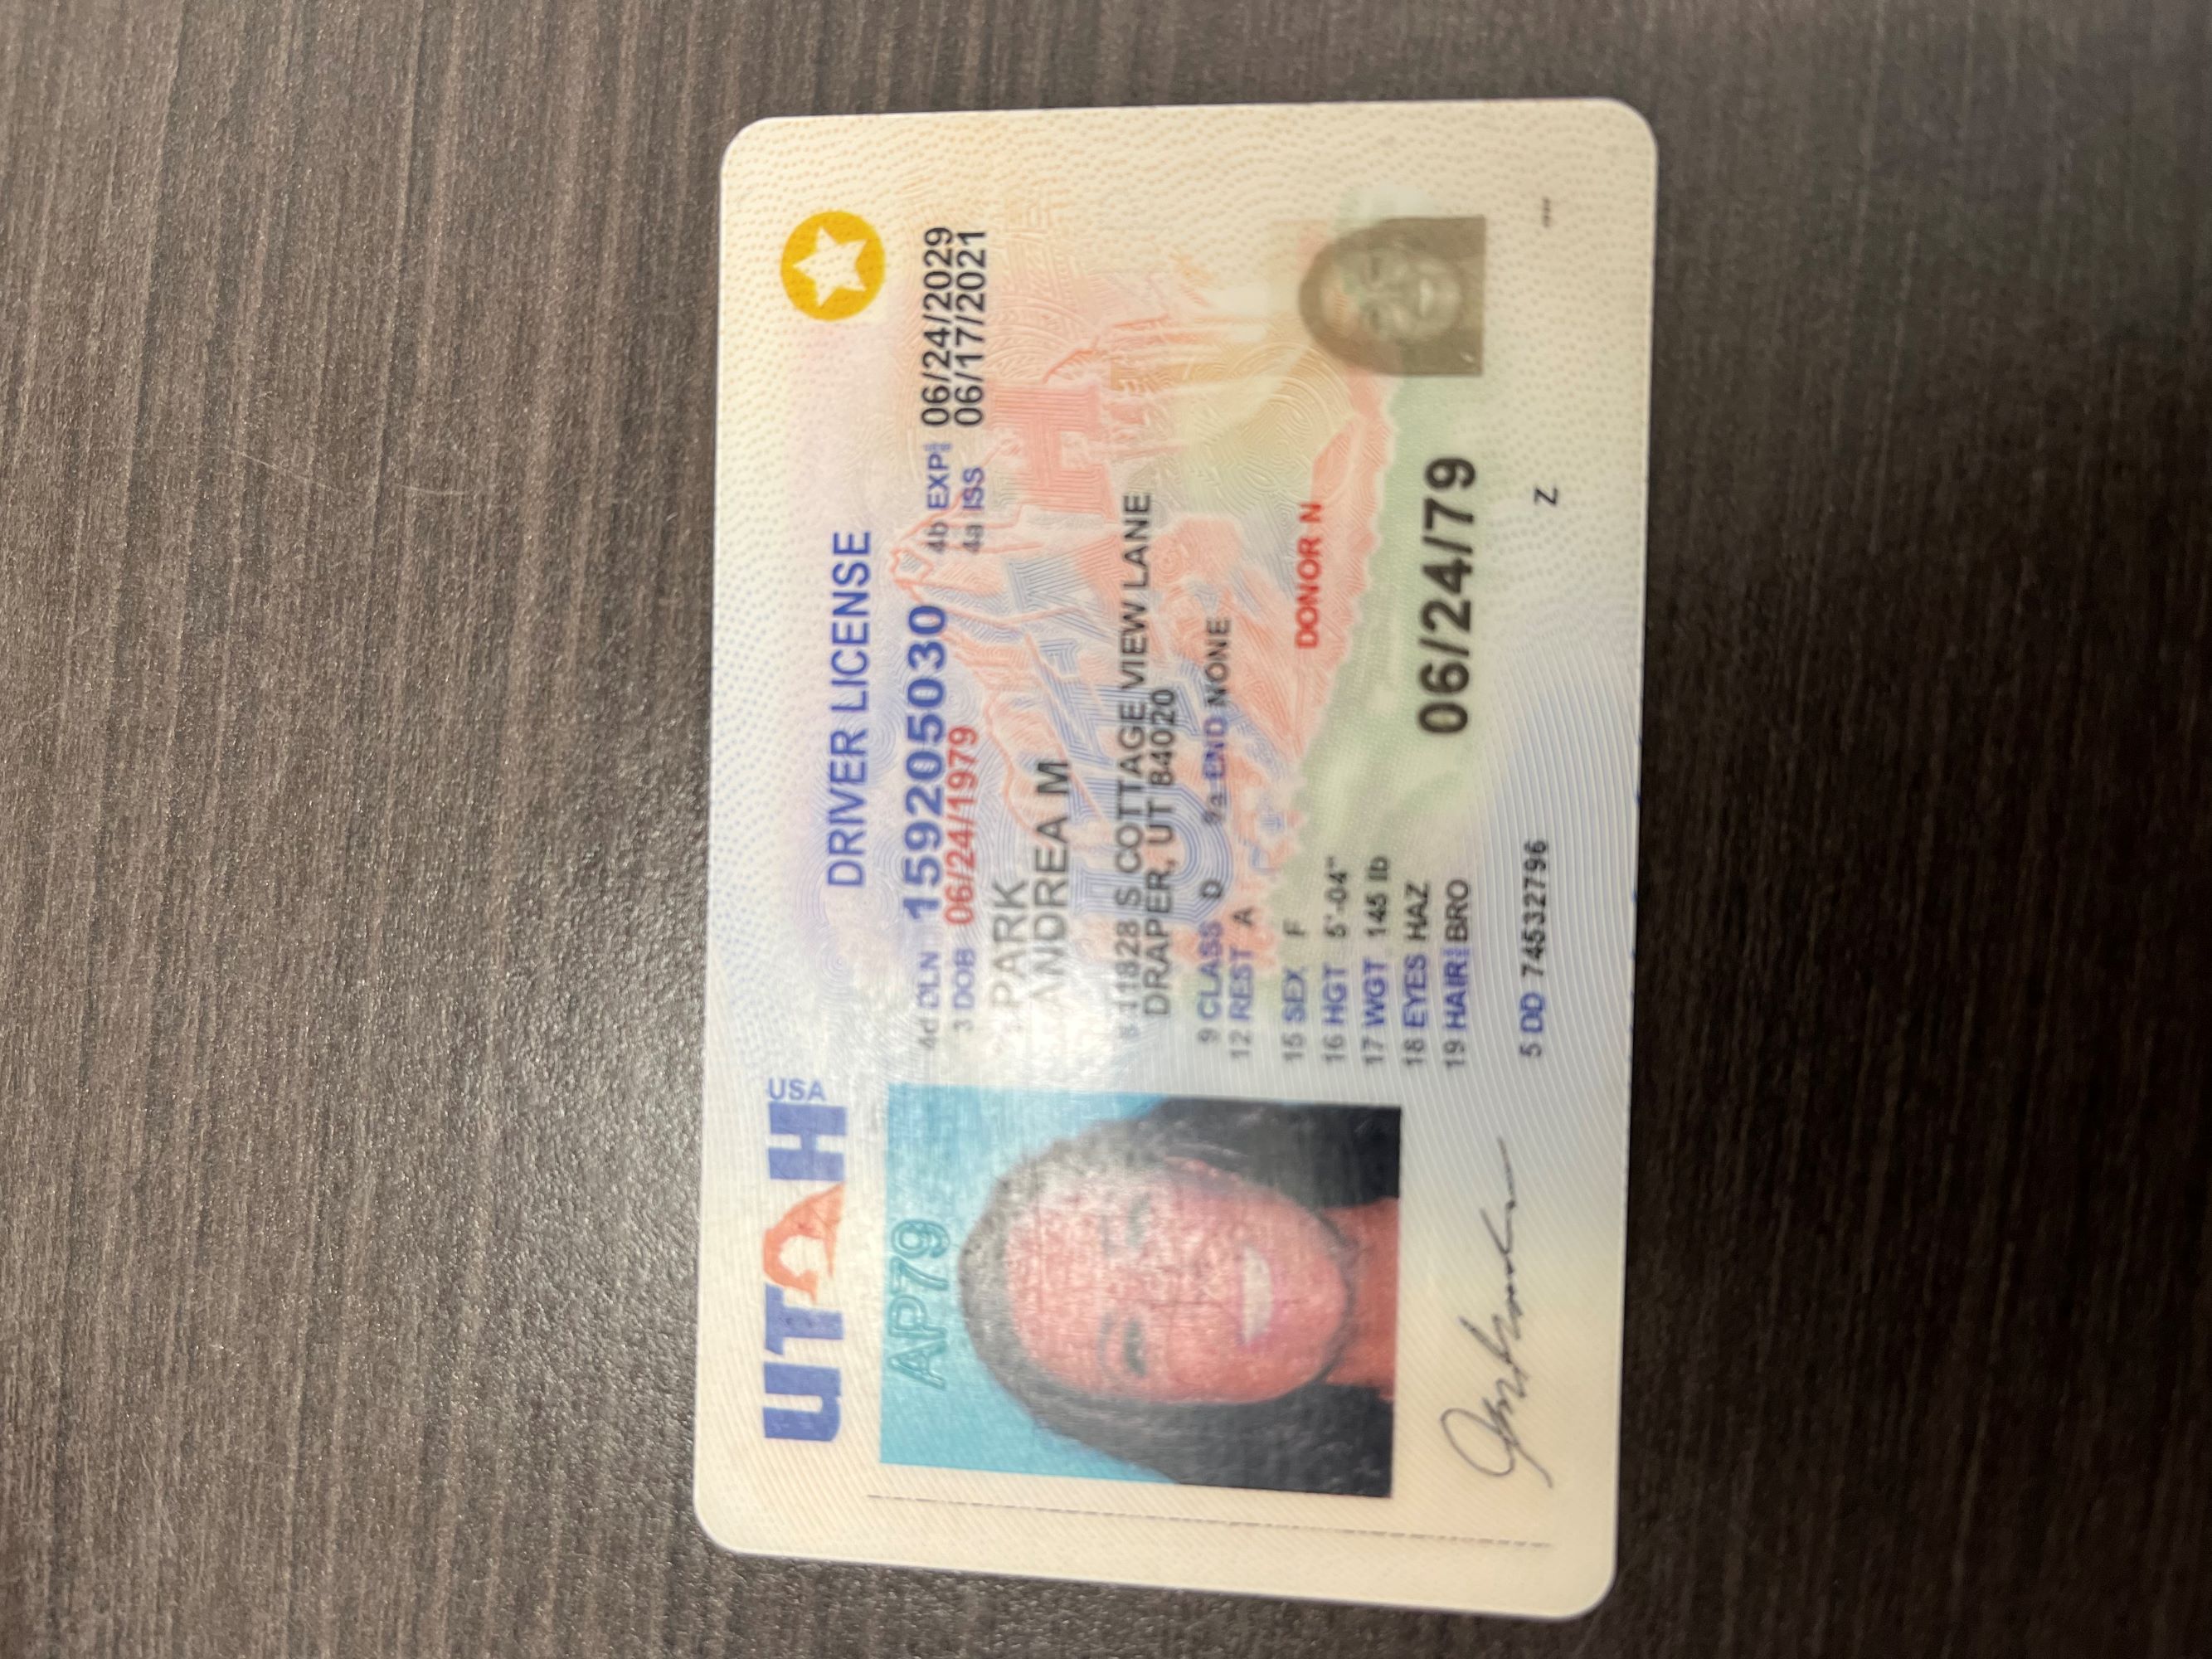 UTAH USA
DRIVER LICENSE
AP79
4d DLN 159205030 4b EXP 06/24/2029
3 DOB 06/24/1979 4a ISS 06/17/2021
PARK
ANDREA M
8 11828 S COTTAGE VIEW LANE
DRAPER, UT 84020
9 CLASS D 9a END NONE
12 REST A
15 SEX F
DONOR N
16 HGT 5'-04"
17 WGT 145 lb
18 EYES HAZ
19 HAIR BRO
06/24/79
5 DD 74532796
Z
UTAH